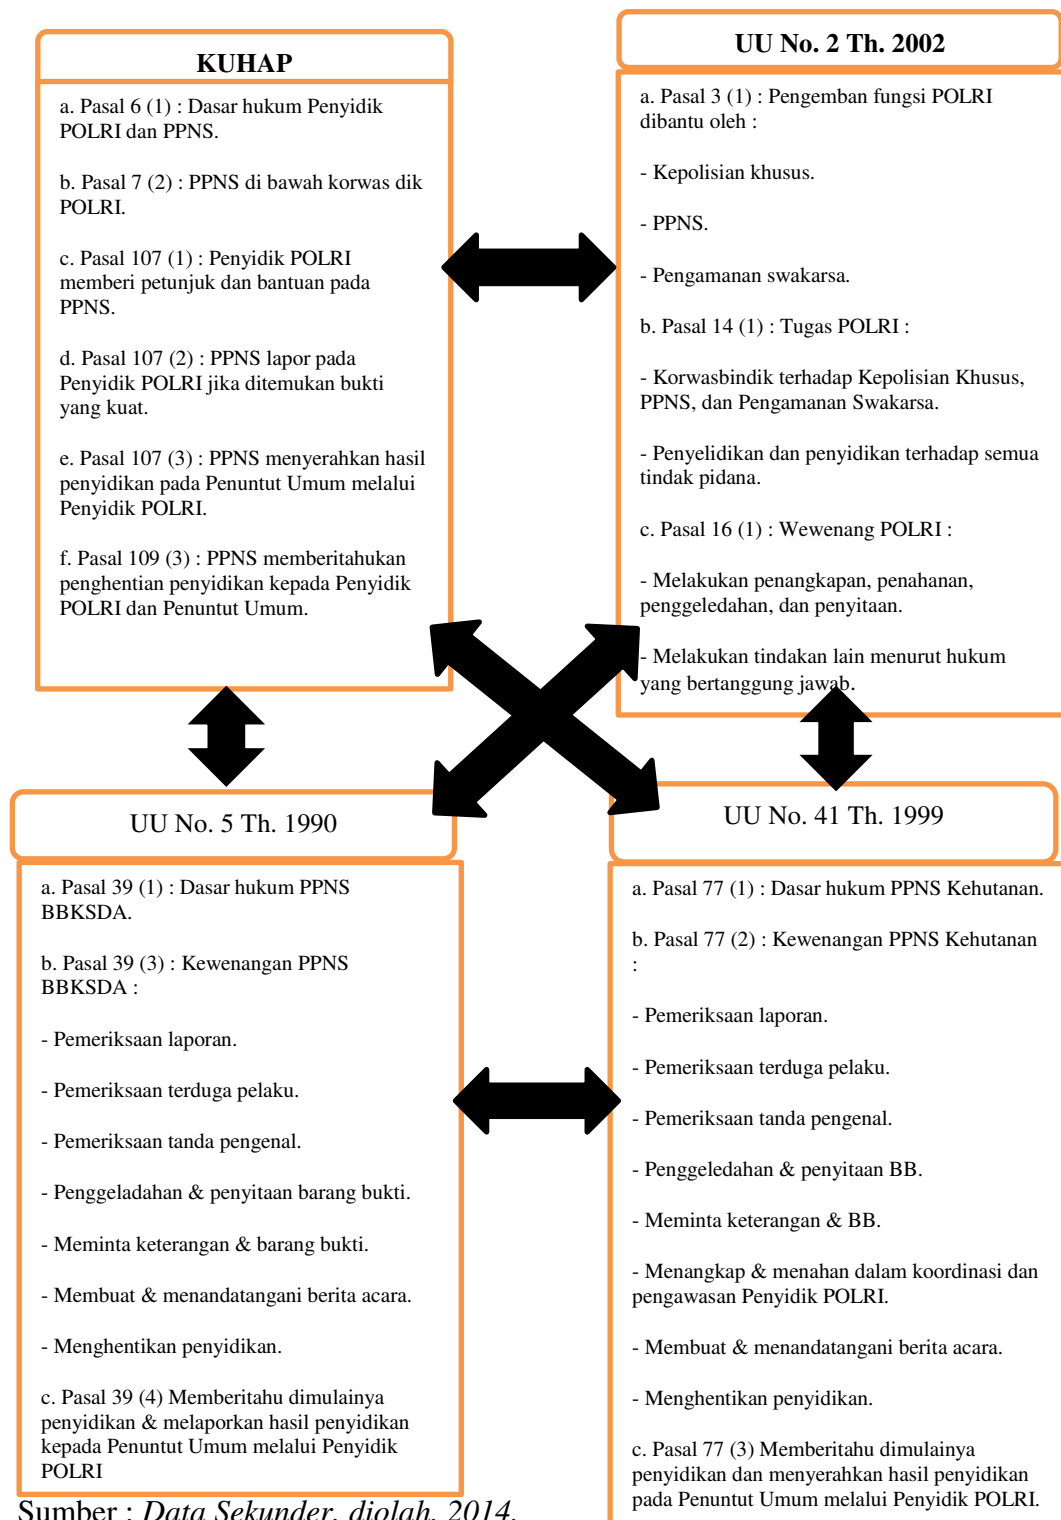 KUHAP
a. Pasal 6 (1) : Dasar hukum Penyidik
POLRI dan PPNS.
b. Pasal 7 (2) : PPNS di bawah korwas dik
POLRI.
c. Pasal 107 (1) : Penyidik POLRI
memberi petunjuk dan bantuan pada
PPNS.
d. Pasal 107 (2) : PPNS lapor pada
Penyidik POLRI jika ditemukan bukti
yang kuat.
e. Pasal 107 (3) : PPNS menyerahkan hasil
penyidikan pada Penuntut Umum melalui
Penyidik POLRI.
f. Pasal 109 (3) : PPNS memberitahukan
penghentian penyidikan kepada Penyidik
POLRI dan Penuntut Umum.
UU No. 2 Th. 2002
a. Pasal 3 (1) : Pengemban fungsi POLRI
dibantu oleh :
- Kepolisian khusus.
- PPNS.
- Pengamanan swakarsa.
b. Pasal 14 (1) : Tugas POLRI :
- Korwasbindik terhadap Kepolisian Khusus,
PPNS, dan Pengamanan Swakarsa.
- Penyelidikan dan penyidikan terhadap semua
tindak pidana.
c. Pasal 16 (1) : Wewenang POLRI :
- Melakukan penangkapan, penahanan,
penggeledahan, dan penyitaan.
- Melakukan tindakan lain menurut hukum
yang bertanggung jawab.
UU No. 5 Th. 1990
a. Pasal 39 (1) : Dasar hukum PPNS
BBKSDA.
b. Pasal 39 (3) : Kewenangan PPNS
BBKSDA :
- Pemeriksaan laporan.
- Pemeriksaan terduga pelaku.
- Pemeriksaan tanda pengenal.
- Penggeladahan & penyitaan barang bukti.
- Meminta keterangan & barang bukti.
- Membuat & menandatangani berita acara.
- Menghentikan penyidikan.
c. Pasal 39 (4) Memberitahu dimulainya
penyidikan & melaporkan hasil penyidikan
kepada Penuntut Umum melalui Penyidik
POLRI
UU No. 41 Th. 1999
a. Pasal 77 (1) : Dasar hukum PPNS Kehutanan.
b. Pasal 77 (2) : Kewenangan PPNS Kehutanan
:
- Pemeriksaan laporan.
- Pemeriksaan terduga pelaku.
- Pemeriksaan tanda pengenal.
- Penggeledahan & penyitaan BB.
- Meminta keterangan & BB.
- Menangkap & menahan dalam koordinasi dan
pengawasan Penyidik POLRI.
- Membuat & menandatangani berita acara.
- Menghentikan penyidikan.
c. Pasal 77 (3) Memberitahu dimulainya
penyidikan dan menyerahkan hasil penyidikan
pada Penuntut Umum melalui Penyidik POLRI.
Sumber : Data Sekunder, diolah, 2014.